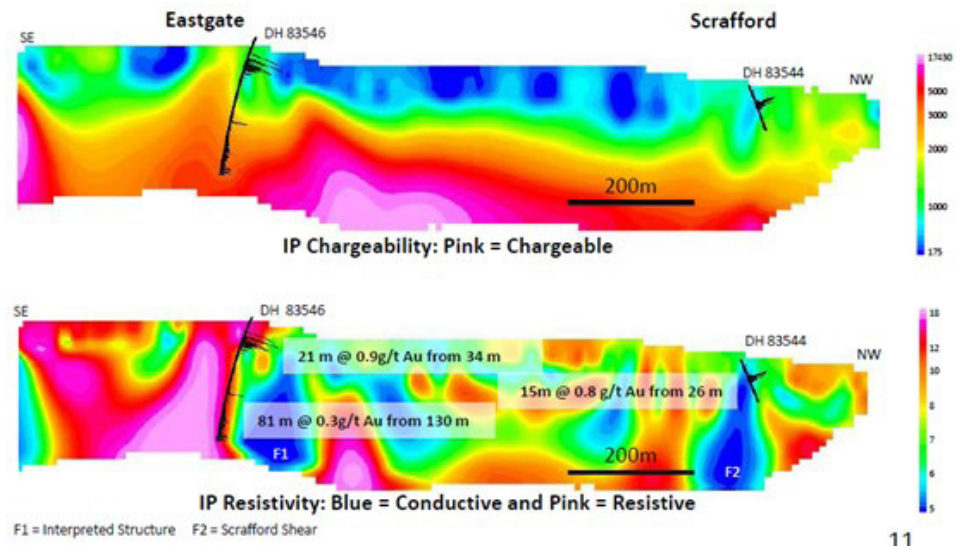 Eastgate
Scrafford
SE
DH 83546
DH 83544
NW
17430
5000
3000
1000
175
200m
IP Chargeability: Pink = Chargeable
SE
DH 83546
DH 83544
NW
21 m @ 0.9g/t Au from 34 m
15m @ 0.8 g/t Au from 26 m
81 m @ 0.3g/t Au from 130 m
F1
F2
200m
12
10
8
7
6
5
IP Resistivity: Blue = Conductive and Pink = Resistive
F1 = Interpreted Structure F2 = Scrafford Shear
11